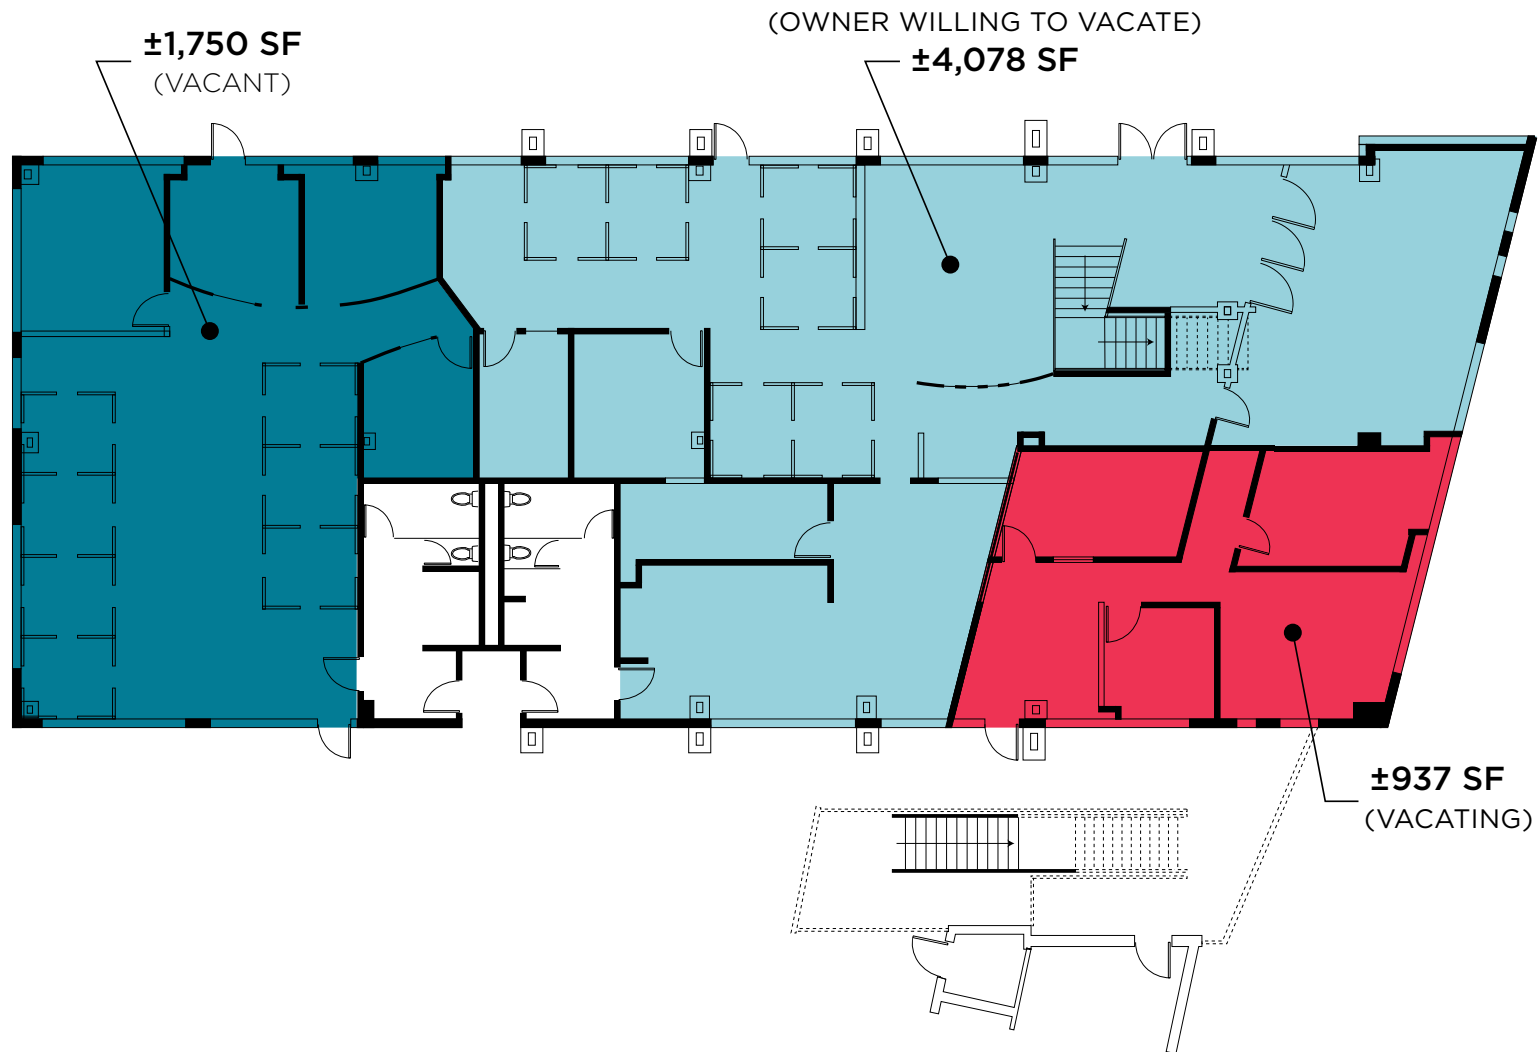 ±1,750 SF
(VACANT)
(OWNER WILLING TO VACATE)
±4,078 SF
±937 SF
(VACATING)